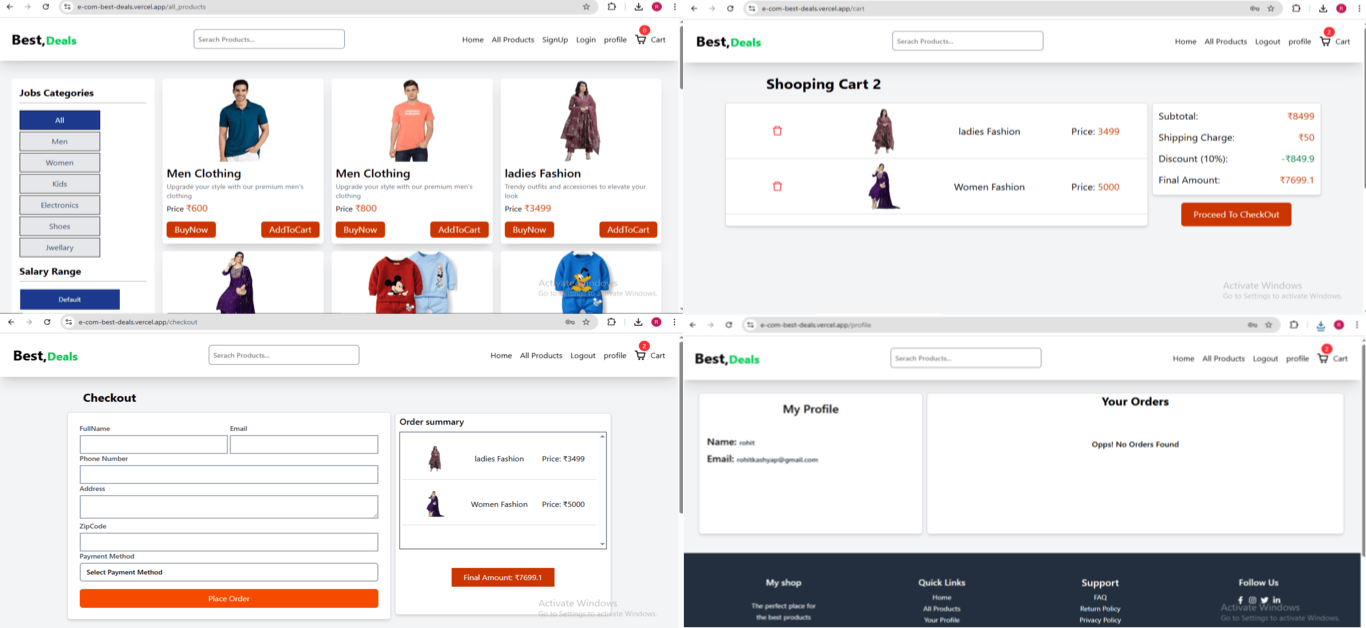 e-com-best-deals.vercel.app/all_products
Best,Deals
Serach Products...
Home All Products SignUp Login profile 0 Cart
Jobs Categories
All
Men
Women
Kids
Electronics
Shoes
Jwellary
Salary Range
Default
Men Clothing
Upgrade your style with our premium men's
clothing
Price ₹600
BuyNow AddToCart
Men Clothing
Upgrade your style with our premium men's
clothing
Price ₹800
BuyNow AddToCart
ladies Fashion
Trendy outfits and accessories to elevate your
look
Price ₹3499
BuyNow AddToCart
Activate Windows
Go to Settings to activate Windows.
e-com-best-deals.vercel.app/cart
Best,Deals
Serach Products...
Home All Products Logout profile 2 Cart
Shooping Cart 2
ladies Fashion Price: 3499
Women Fashion Price: 5000
Subtotal: ₹8499
Shipping Charge: ₹50
Discount (10%): -₹849.9
Final Amount: ₹7699.1
Proceed To CheckOut
Activate Windows
Go to Settings to activate Windows.
e-com-best-deals.vercel.app/checkout
Best,Deals
Serach Products...
Home All Products Logout profile 2 Cart
Checkout
FullName Email
Phone Number
Address
ZipCode
Payment Method
Select Payment Method
Place Order
Order summary
ladies Fashion Price: ₹3499
Women Fashion Price: ₹5000
Final Amount: ₹7699.1
Activate Windows
Go to Settings to activate Windows.
e-com-best-deals.vercel.app/profile
Best,Deals
Serach Products...
Home All Products Logout profile 2 Cart
My Profile
Name: rohit
Email: rohitkashyap@gmail.com
Your Orders
Opps! No Orders Found
My shop
The perfect place for
the best products
Quick Links
Home
All Products
Your Profile
Support
FAQ
Return Policy
Privacy Policy
Follow Us
Activate Windows
Go to Settings to activate Windows.